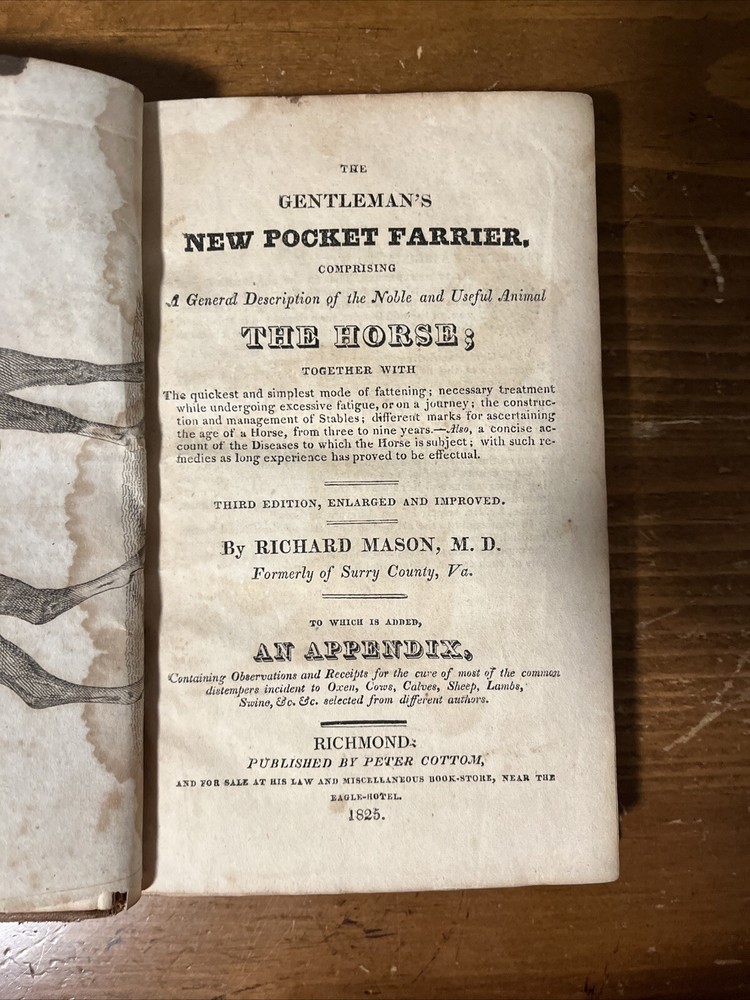 THE
GENTLEMAN'S
NEW POCKET FARRIER,
COMPRISING
A General Description of the Noble and Useful Animal
THE HORSE;
TOGETHER WITH
The quickest and simplest mode of fattening; necessary treatment
while undergoing excessive fatigue, or on a journey; the construc-
tion and management of Stables; different marks for ascertaining
the age of a Horse, from three to nine years.—Also, a concise ac-
count of the Diseases to which the Horse is subject; with such re-
medies as long experience has proved to be effectual.
THIRD EDITION, ENLARGED AND IMPROVED.
By RICHARD MASON, M. D.
Formerly of Surry County, Va.
TO WHICH IS ADDED,
AN APPENDIX,
Containing Observations and Receipts for the cure of most of the common
distempers incident to Oxen, Cows, Calves, Sheep, Lambs,
Swine, &c. &c. selected from different authors.
RICHMOND:
PUBLISHED BY PETER COTTOM,
AND FOR SALE AT HIS LAW AND MISCELLANEOUS BOOK-STORE, NEAR THE
EAGLE-HOTEL.
1825.